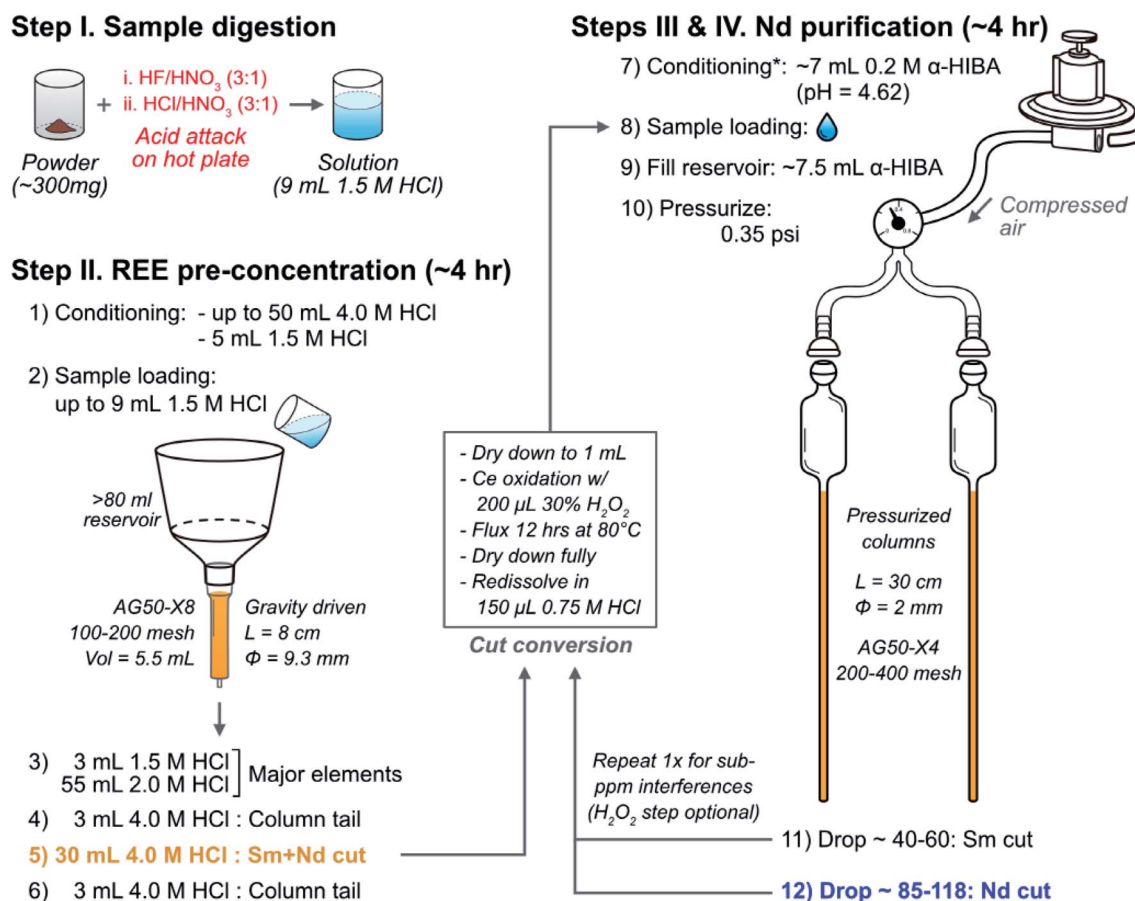 Step I. Sample digestion
i. HF/HNO₃ (3:1)
+ ii. HCl/HNO₃ (3:1)
Acid attack
on hot plate
Powder
(~300mg)
Solution
(9 mL 1.5 M HCl)
Step II. REE pre-concentration (~4 hr)
1) Conditioning: - up to 50 mL 4.0 M HCl
- 5 mL 1.5 M HCl
2) Sample loading:
up to 9 mL 1.5 M HCl
>80 ml
reservoir
AG50-X8
100-200 mesh
Vol = 5.5 mL
Gravity driven
L = 8 cm
Φ = 9.3 mm
3) 3 mL 1.5 M HCl
55 mL 2.0 M HCl
Major elements
4) 3 mL 4.0 M HCl : Column tail
5) 30 mL 4.0 M HCl : Sm+Nd cut
6) 3 mL 4.0 M HCl : Column tail
- Dry down to 1 mL
- Ce oxidation w/
200 µL 30% H₂O₂
- Flux 12 hrs at 80°C
- Dry down fully
- Redissolve in
150 µL 0.75 M HCl
Cut conversion
Steps III & IV. Nd purification (~4 hr)
7) Conditioning*: ~7 mL 0.2 M α-HIBA
(pH = 4.62)
8) Sample loading:
9) Fill reservoir: ~7.5 mL α-HIBA
10) Pressurize:
0.35 psi
Compressed
air
Pressurized
columns
L = 30 cm
Φ = 2 mm
AG50-X4
200-400 mesh
Repeat 1x for sub-
ppm interferences
(H₂O₂ step optional)
11) Drop ~ 40-60: Sm cut
12) Drop ~ 85-118: Nd cut